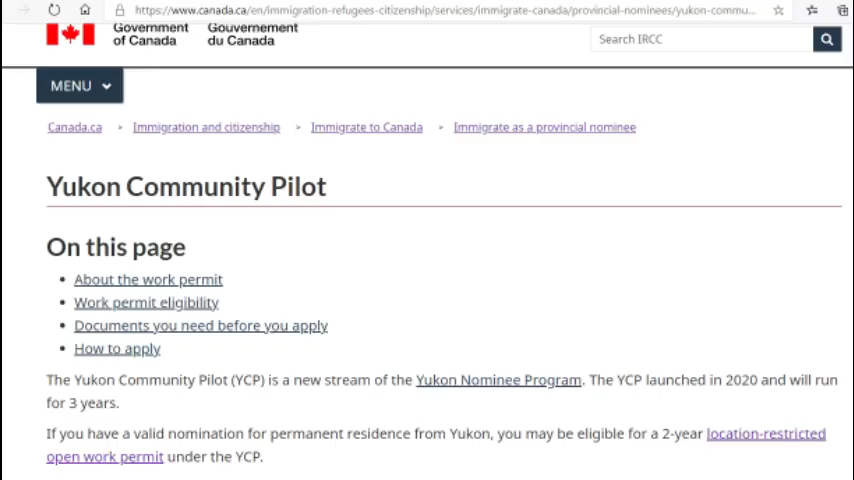 https://www.canada.ca/en/immigration-refugees-citizenship/services/immigrate-canada/provincial-nominees/yukon-commu...
Government Gouvernement
of Canada du Canada
Search IRCC
MENU
Canada.ca > Immigration and citizenship > Immigrate to Canada > Immigrate as a provincial nominee
Yukon Community Pilot
On this page
• About the work permit
• Work permit eligibility
• Documents you need before you apply
• How to apply
The Yukon Community Pilot (YCP) is a new stream of the Yukon Nominee Program. The YCP launched in 2020 and will run
for 3 years.
If you have a valid nomination for permanent residence from Yukon, you may be eligible for a 2-year location-restricted
open work permit under the YCP.